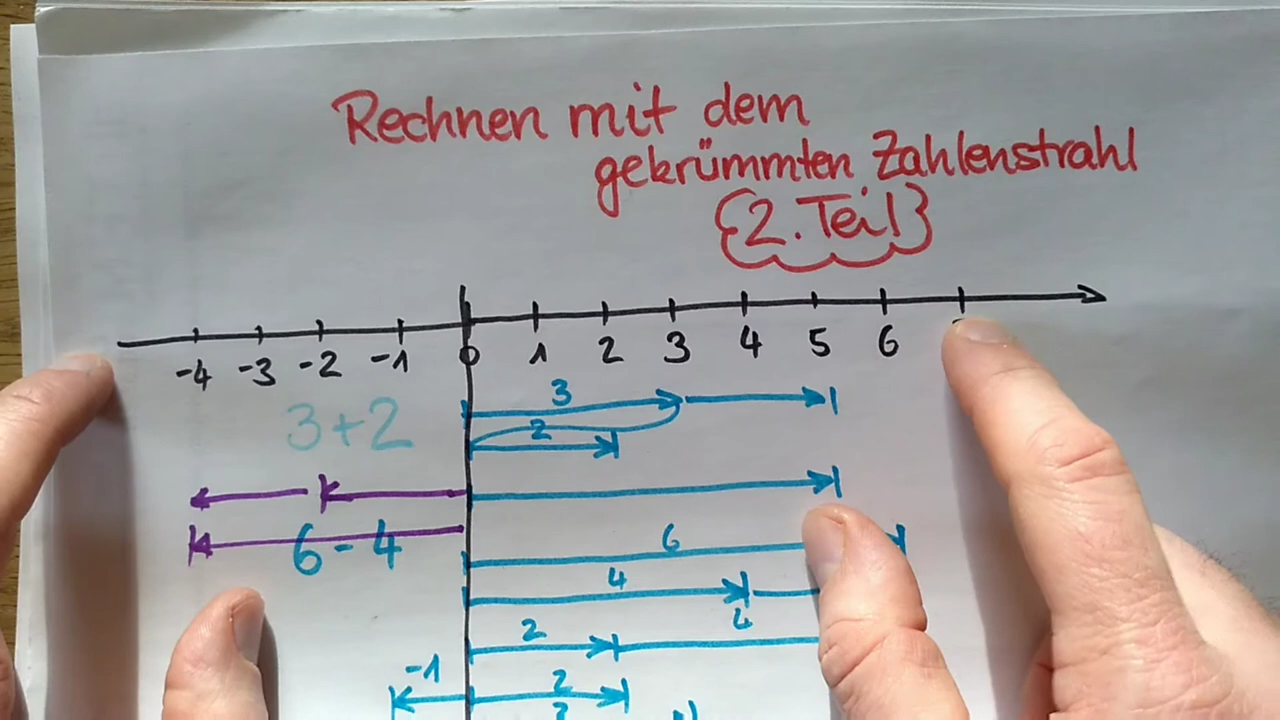 Rechnen mit dem
gekrümmten Zahlenstrahl
{2. Teil}
-4 -3 -2 -1 0 1 2 3 4 5 6
3
3+2
2
6
6-4
4
4
2
-1
2